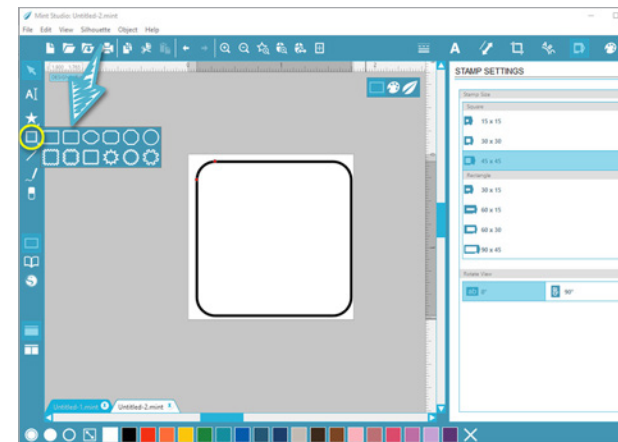 Mint Studio: Untitled-2.mint
File Edit View Silhouette Object Help
STAMP SETTINGS
Stamp Size
Square
15 x 15
30 x 30
45 x 45
Rectangle
30 x 15
60 x 15
60 x 30
90 x 45
Rotate View
0°
90°
Untitled-1.mint
Untitled-2.mint